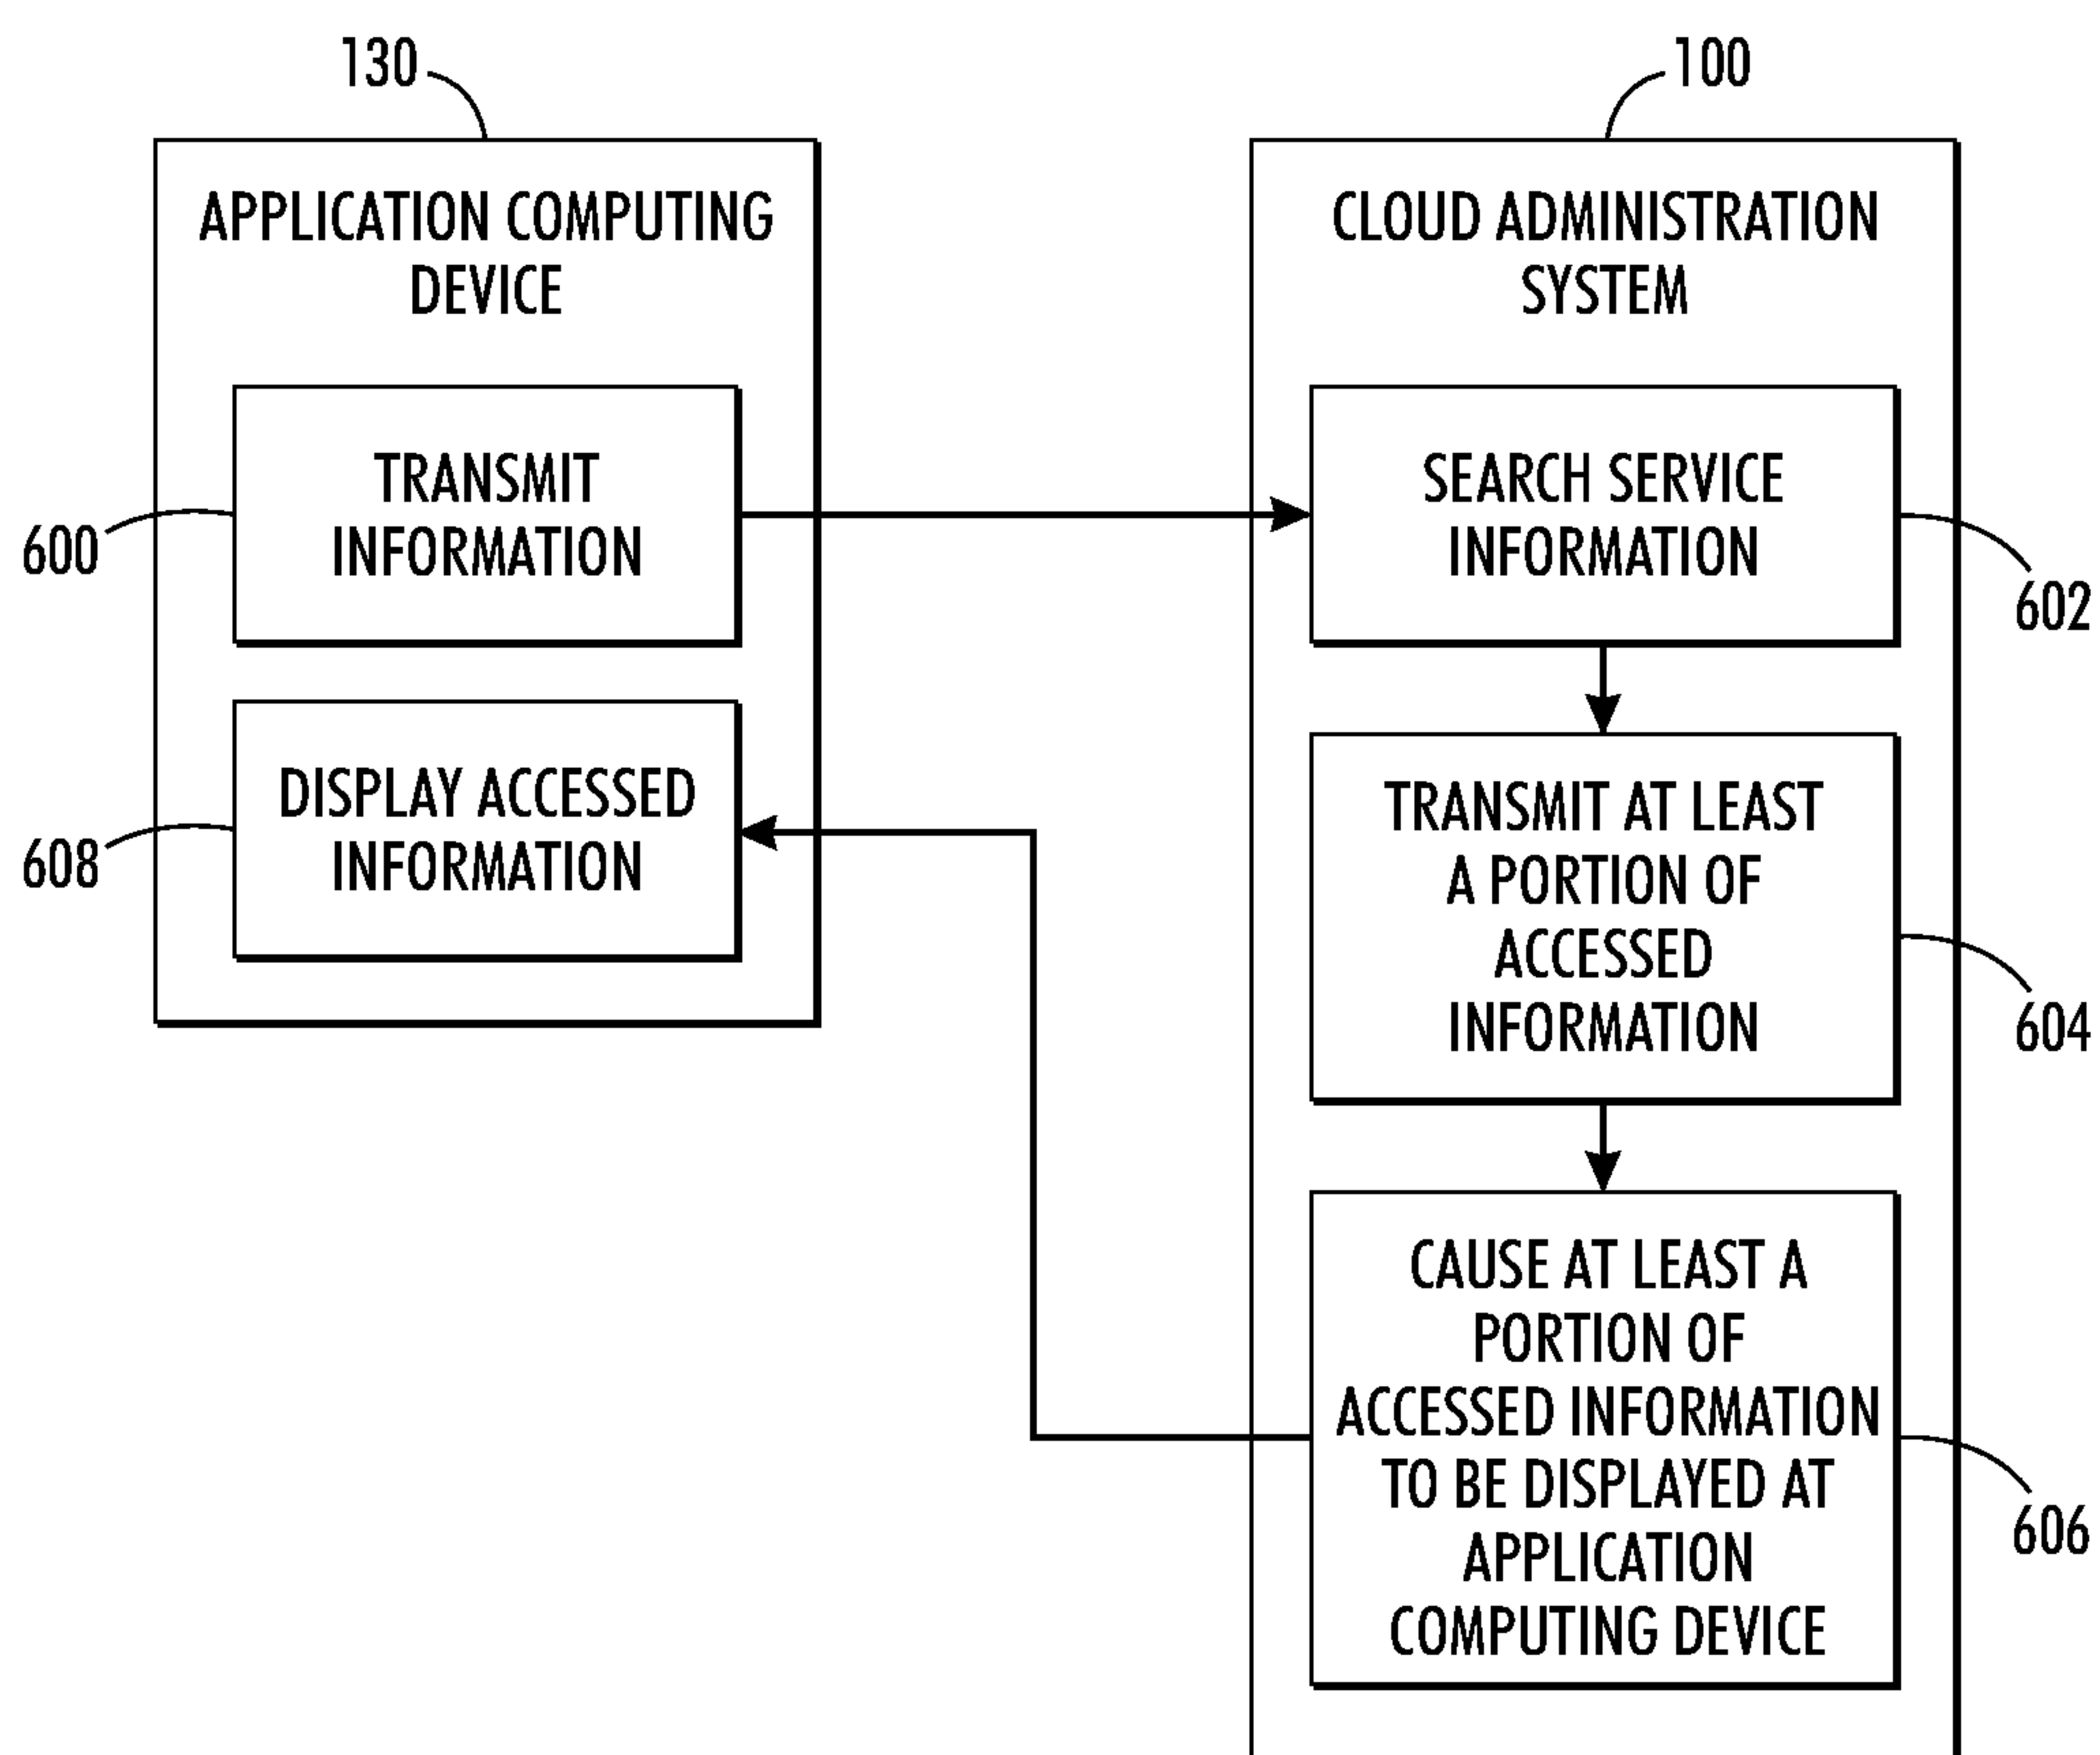 130
APPLICATION COMPUTING
DEVICE
TRANSMIT
INFORMATION
600
DISPLAY ACCESSED
INFORMATION
608
100
CLOUD ADMINISTRATION
SYSTEM
SEARCH SERVICE
INFORMATION
602
TRANSMIT AT LEAST
A PORTION OF
ACCESSED
INFORMATION
604
CAUSE AT LEAST A
PORTION OF
ACCESSED INFORMATION
TO BE DISPLAYED AT
APPLICATION
COMPUTING DEVICE
606